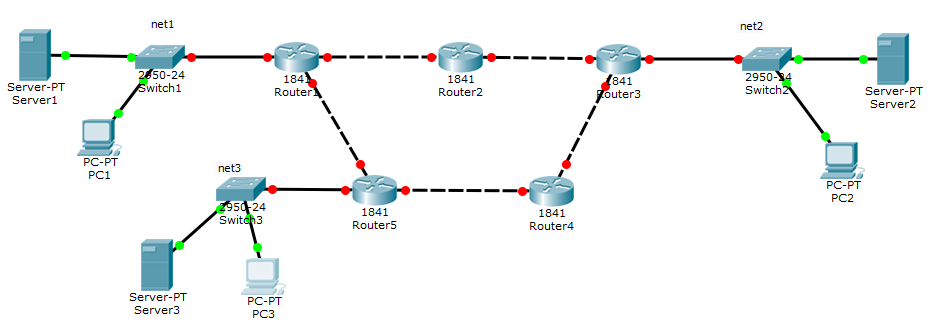 net1
net2
Server-PT
Server1
2950-24
Switch1
1841
Router1
1841
Router2
1841
Router3
2950-24
Switch2
Server-PT
Server2
PC-PT
PC1
PC-PT
PC2
net3
2950-24
Switch3
1841
Router5
1841
Router4
Server-PT
Server3
PC-PT
PC3